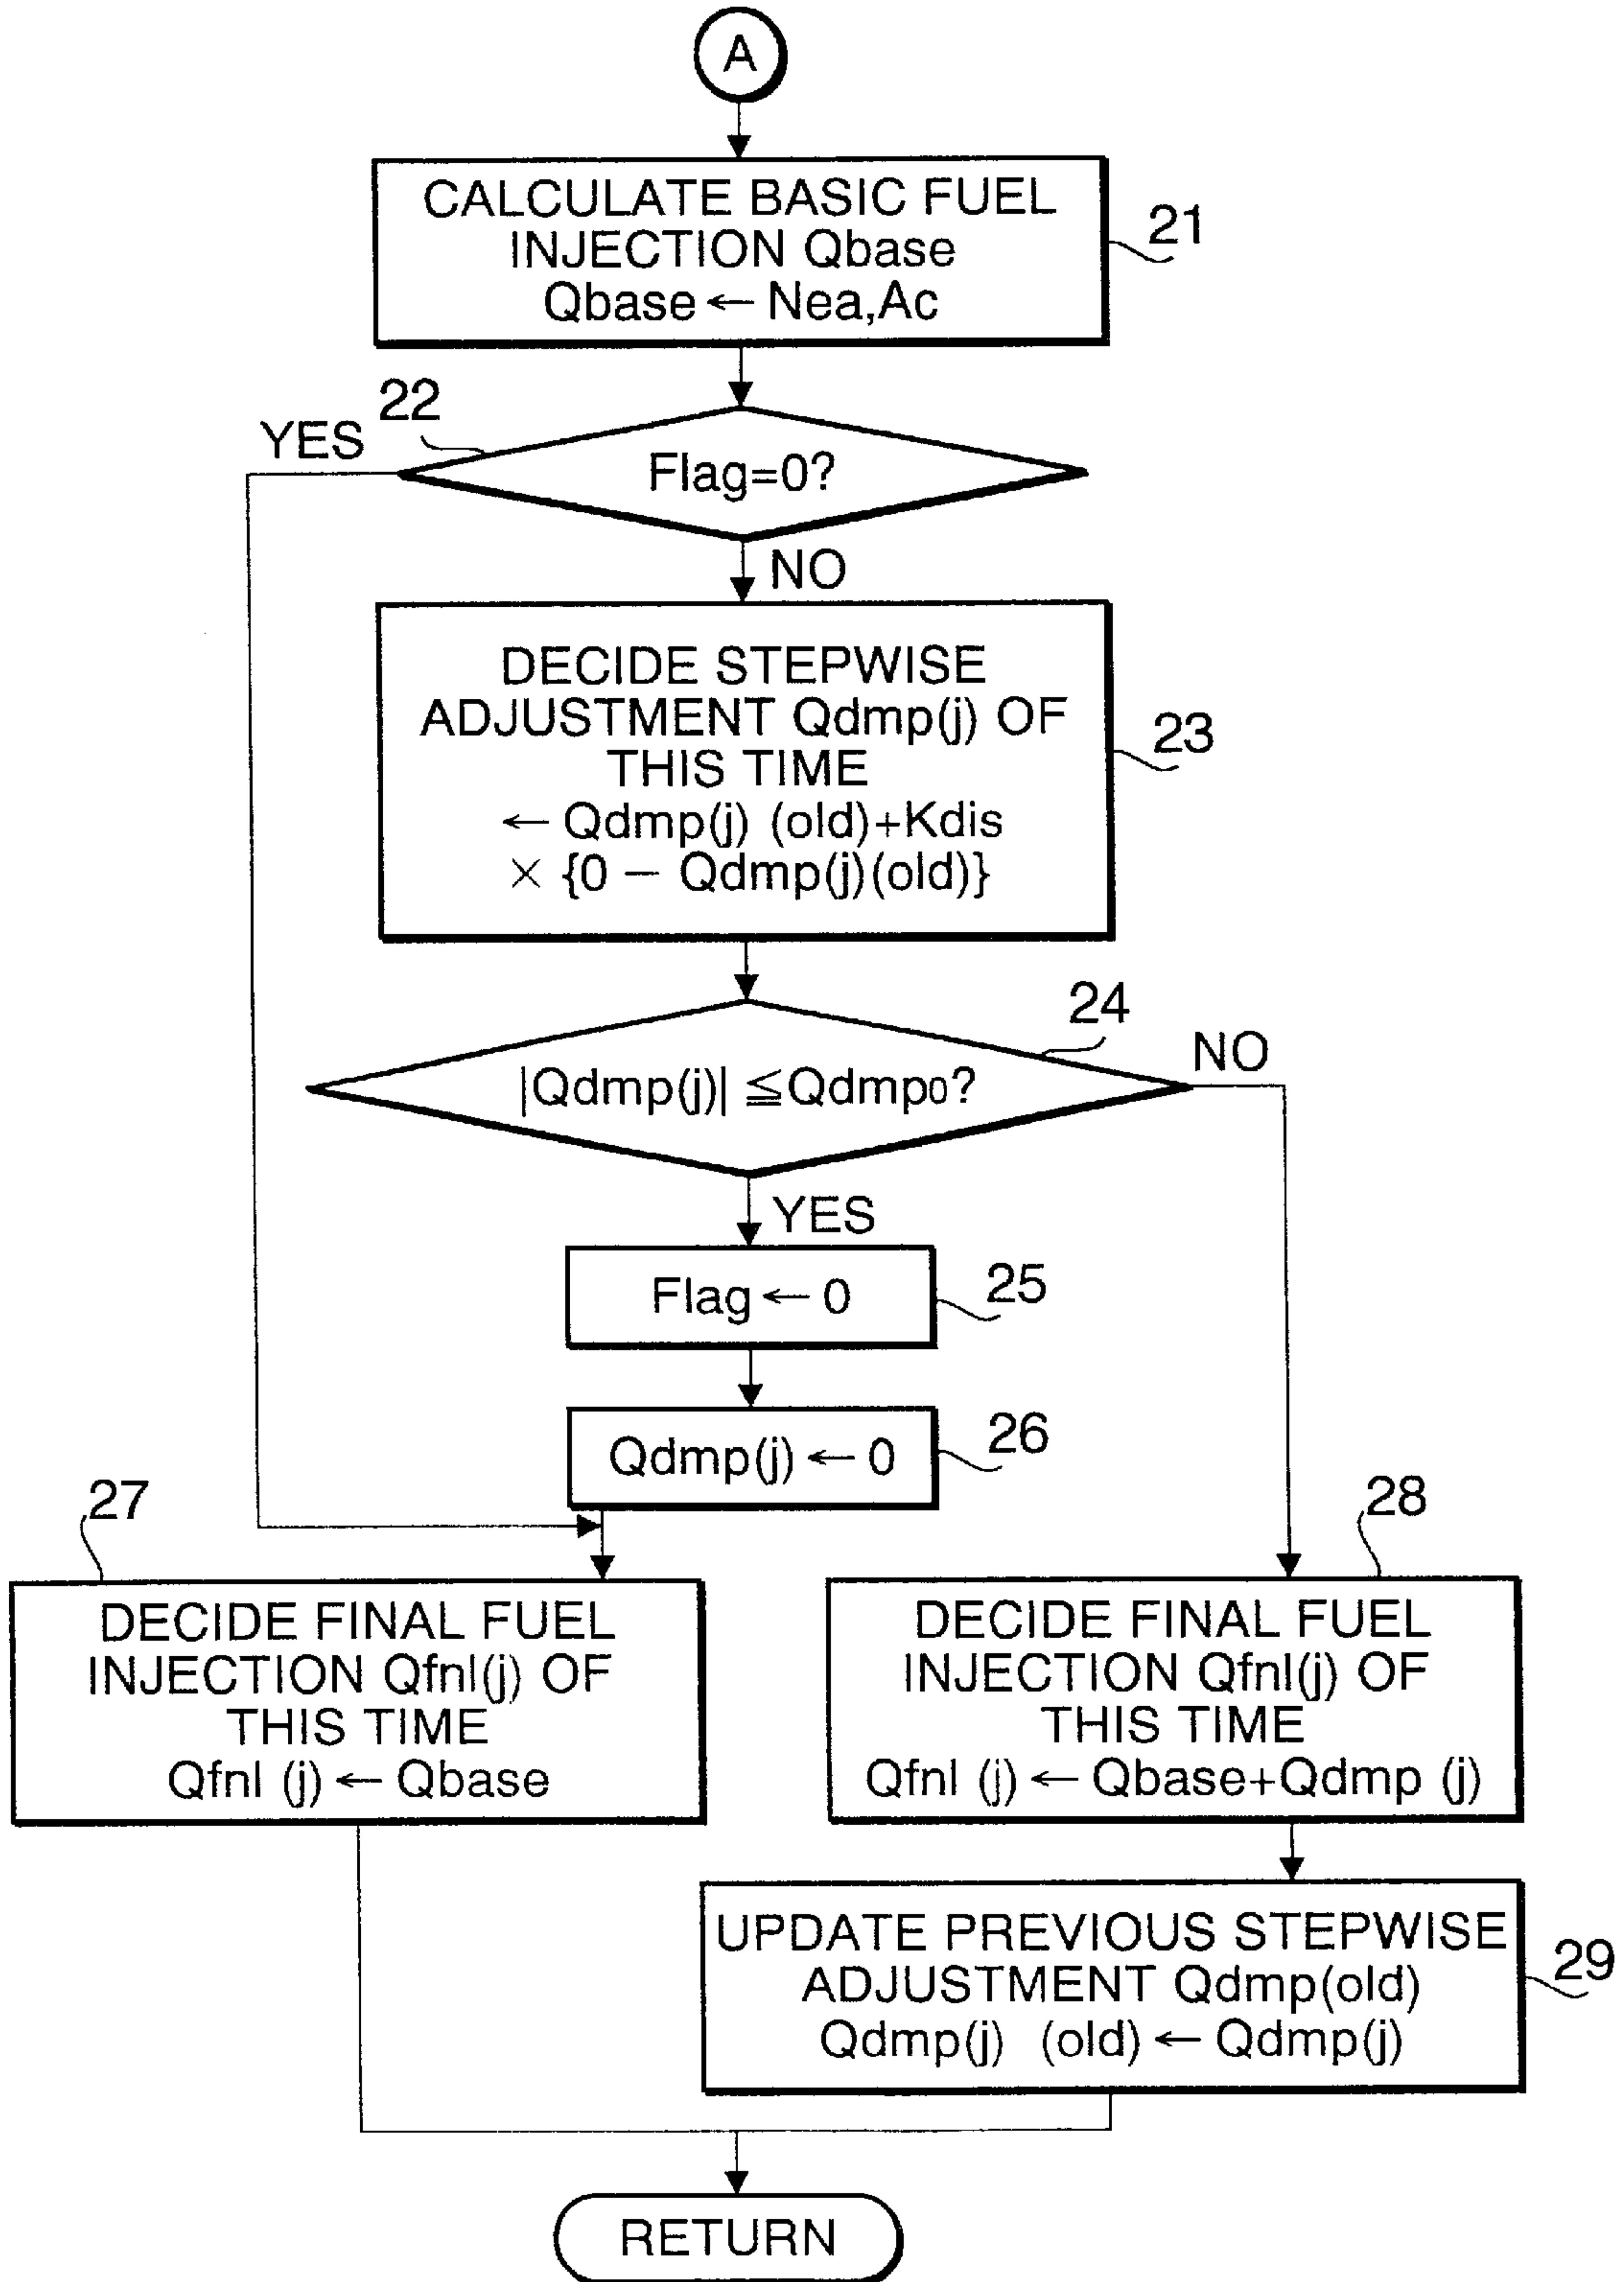 A
CALCULATE BASIC FUEL
INJECTION Qbase
Qbase ← Nea,Ac
21
22
YES
Flag=0?
NO
DECIDE STEPWISE
ADJUSTMENT Qdmp(j) OF
THIS TIME
← Qdmp(j) (old)+Kdis
× {0 − Qdmp(j)(old)}
23
24
NO
|Qdmp(j)| ≦Qdmp0?
YES
Flag ← 0
25
Qdmp(j) ← 0
26
27
DECIDE FINAL FUEL
INJECTION Qfnl(j) OF
THIS TIME
Qfnl (j) ← Qbase
28
DECIDE FINAL FUEL
INJECTION Qfnl(j) OF
THIS TIME
Qfnl (j) ← Qbase+Qdmp (j)
UPDATE PREVIOUS STEPWISE
ADJUSTMENT Qdmp(old)
Qdmp(j) (old) ← Qdmp(j)
29
RETURN